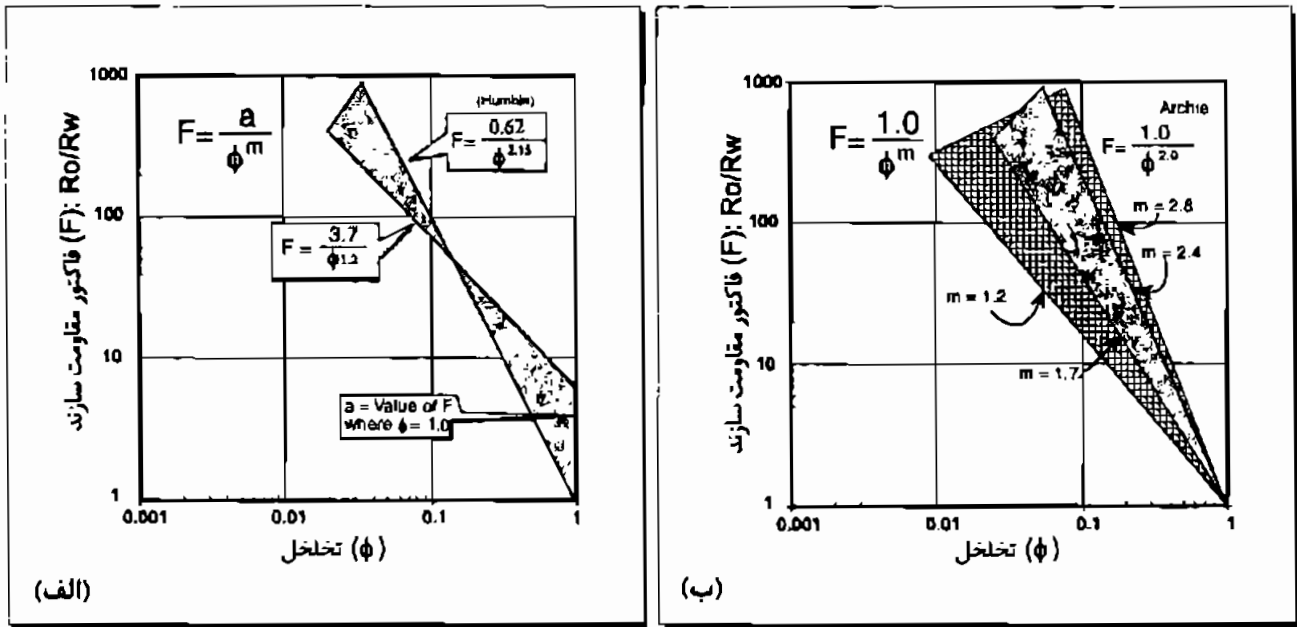 1000
100
10
1
0.001
0.01
0.1
1
فاکتور مقاومت سازند (F): Ro/Rw
تخلخل (ϕ)
F= a/ϕ^m
(Humble)
F= 0.62/ϕ^2.15
F = 3.7/ϕ^1.2
a = Value of F
where ϕ = 1.0
(الف)
1000
100
10
1
0.001
0.01
0.1
1
فاکتور مقاومت سازند (F): Ro/Rw
تخلخل (ϕ)
F= 1.0/ϕ^m
Archie
F= 1.0/ϕ^2.0
m = 2.8
m = 2.4
m = 1.2
m = 1.7
(ب)